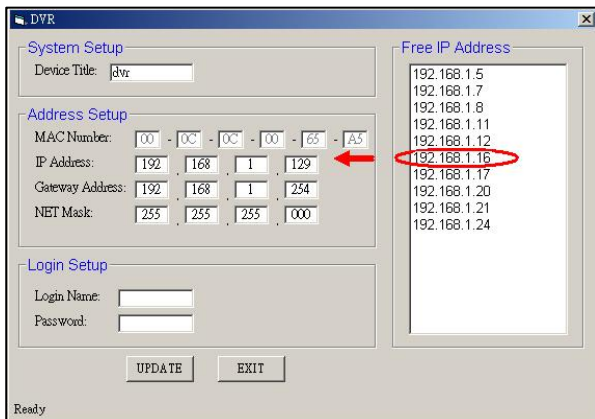 DVR
System Setup
Device Title: dvr
Address Setup
MAC Number: 00 - 0C - 0C - 00 - 65 - A5
IP Address: 192 . 168 . 1 . 129
Gateway Address: 192 . 168 . 1 . 254
NET Mask: 255 . 255 . 255 . 000
Login Setup
Login Name:
Password:
UPDATE EXIT
Ready
Free IP Address
192.168.1.5
192.168.1.7
192.168.1.8
192.168.1.11
192.168.1.12
192.168.1.16
192.168.1.17
192.168.1.20
192.168.1.21
192.168.1.24